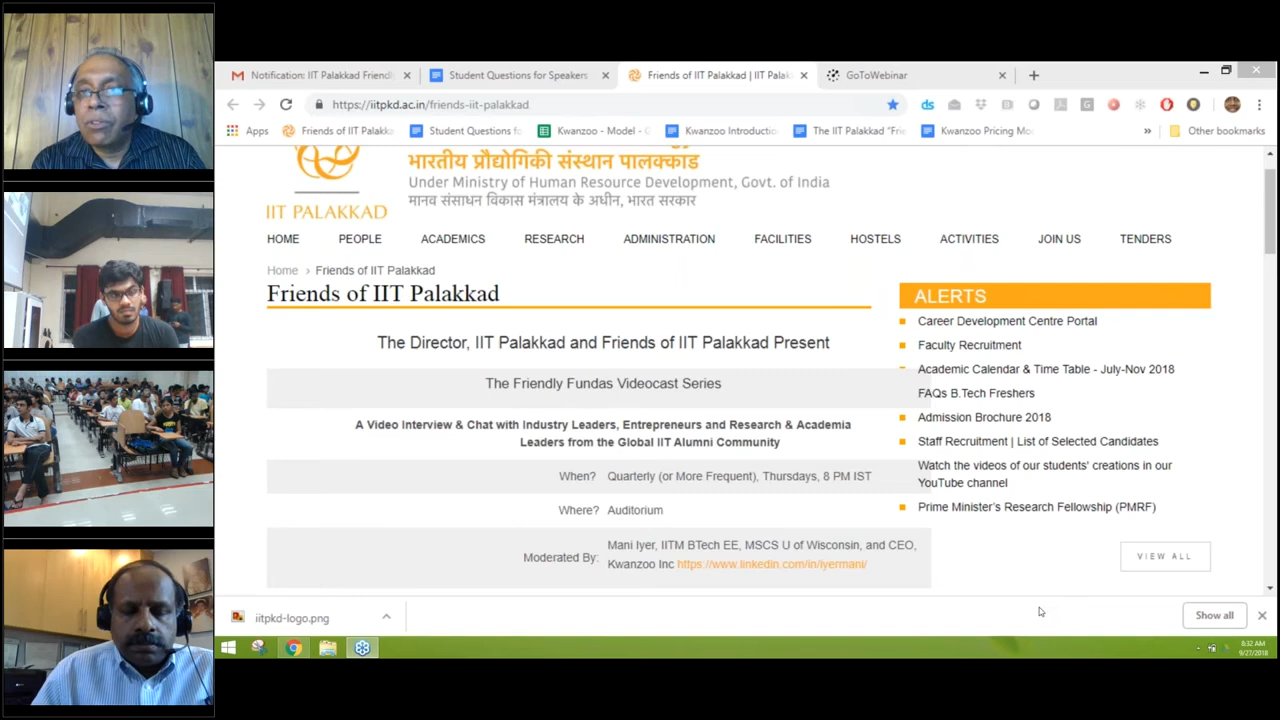 Notification: IIT Palakkad Friendl
Student Questions for Speakers
Friends of IIT Palakkad | IIT Palak
GoToWebinar
https://iitpkd.ac.in/friends-iit-palakkad
Apps
Friends of IIT Palakka
Student Questions fo
Kwanzoo - Model - G
Kwanzoo Introductio
The IIT Palakkad "Frie
Kwanzoo Pricing Mo
Other bookmarks
भारतीय प्रौद्योगिकी संस्थान पालक्काड
Under Ministry of Human Resource Development, Govt. of India
मानव संसाधन विकास मंत्रालय के अधीन, भारत सरकार
IIT PALAKKAD
HOME PEOPLE ACADEMICS RESEARCH ADMINISTRATION FACILITIES HOSTELS ACTIVITIES JOIN US TENDERS
Home › Friends of IIT Palakkad
Friends of IIT Palakkad
The Director, IIT Palakkad and Friends of IIT Palakkad Present
The Friendly Fundas Videocast Series
A Video Interview & Chat with Industry Leaders, Entrepreneurs and Research & Academia
Leaders from the Global IIT Alumni Community
When? Quarterly (or More Frequent), Thursdays, 8 PM IST
Where? Auditorium
Moderated By: Mani Iyer, IITM BTech EE, MSCS U of Wisconsin, and CEO,
Kwanzoo Inc https://www.linkedin.com/in/iyermani/
ALERTS
Career Development Centre Portal
Faculty Recruitment
Academic Calendar & Time Table - July-Nov 2018
FAQs B.Tech Freshers
Admission Brochure 2018
Staff Recruitment | List of Selected Candidates
Watch the videos of our students' creations in our
YouTube channel
Prime Minister's Research Fellowship (PMRF)
VIEW ALL
iitpkd-logo.png
Show all
8:32 AM
9/27/2018